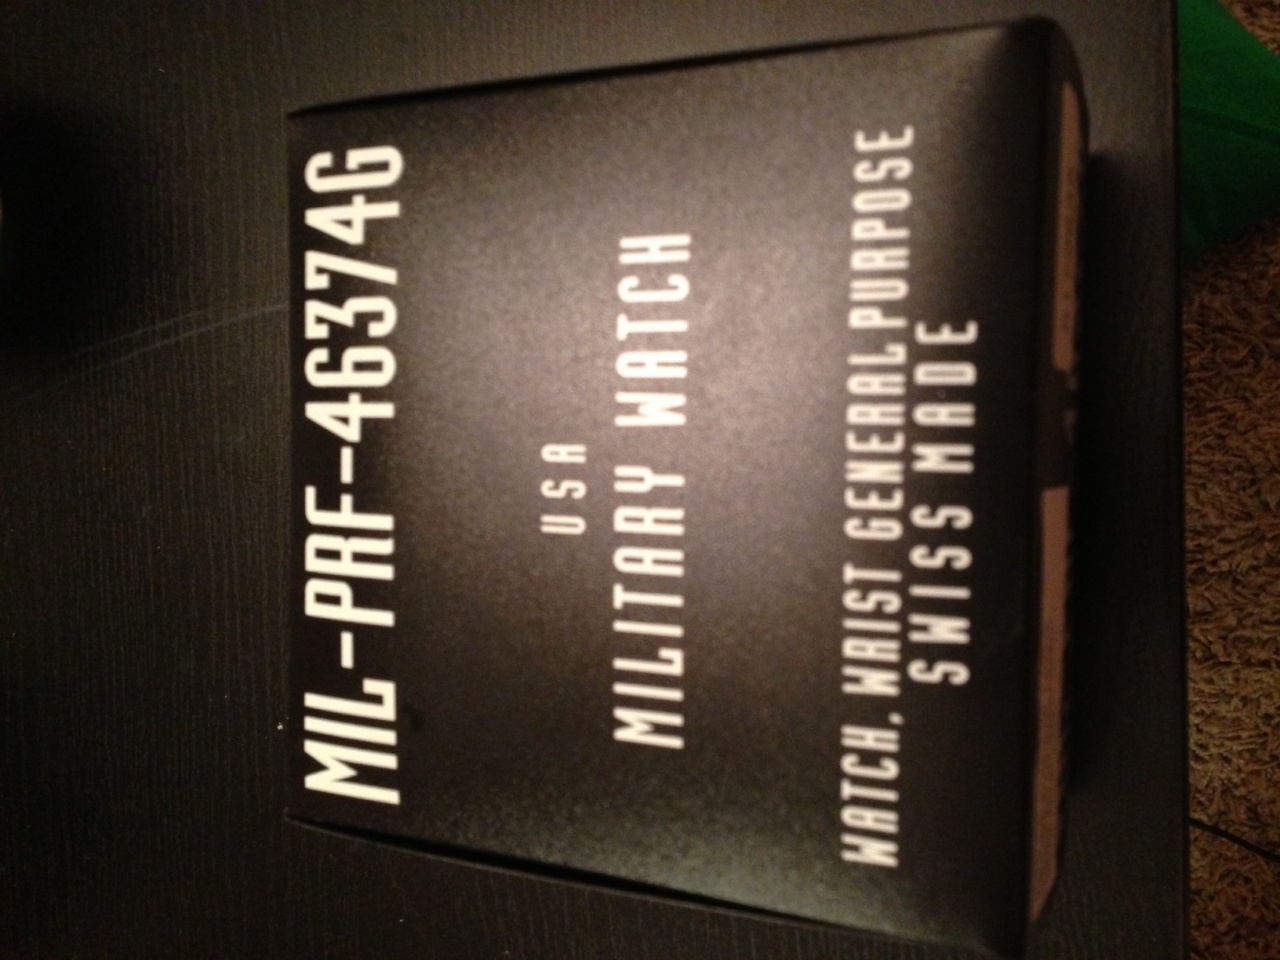 MIL-PRF-46374G
USA
MILITARY WATCH
WATCH, WRIST GENERAL PURPOSE
SWISS MADE